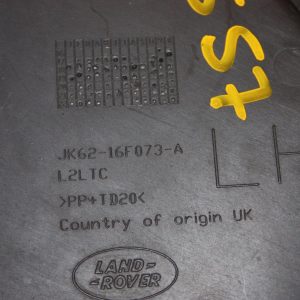 JK62-16F073-A
L2LTC
>PP+TD20<
Country of origin UK
LH
LAND-
-ROVER